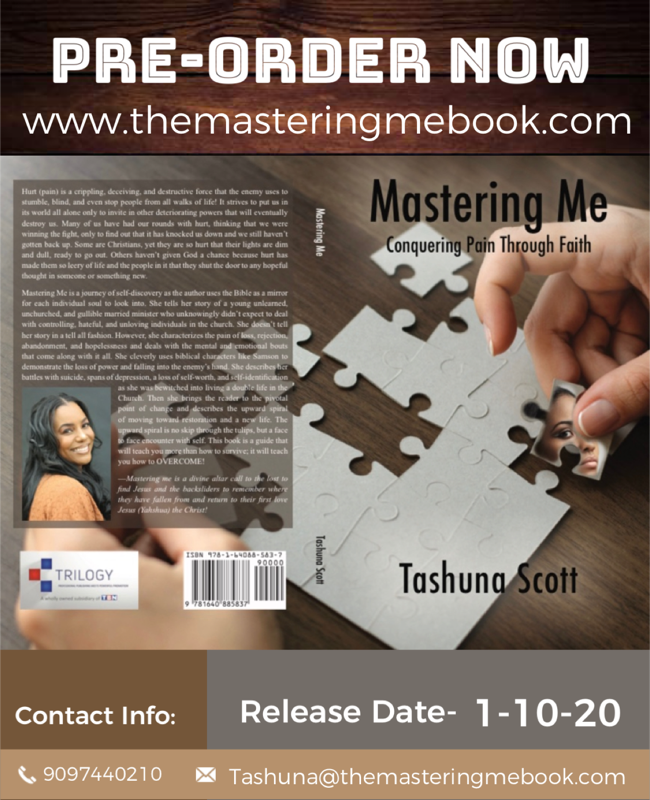 PRE-ORDER NOW
www.themasteringmebook.com
Hurt (pain) is a crippling, deceiving, and destructive force that the enemy uses to
stumble, blind, and even stop people from all walks of life! It strives to put us in
its world all alone only to invite in other deteriorating powers that will eventually
destroy us. Many of us have had our rounds with hurt, thinking that we were
winning the fight, only to find out that it has knocked us down and we still haven't
gotten back up. Some are Christians, yet they are so hurt that their lights are dim
and dull, ready to go out. Others haven't given God a chance because hurt has
made them so leery of life and the people in it that they shut the door to any hopeful
thought in someone or something new.
Mastering Me is a journey of self-discovery as the author uses the Bible as a mirror
for each individual soul to look into. She tells her story of a young unlearned,
unchurched, and gullible married minister who unknowingly didn't expect to deal
with controlling, hateful, and unloving individuals in the church. She doesn't tell
her story in a tell all fashion. However, she characterizes the pain of loss, rejection,
abandonment, and hopelessness and deals with the mental and emotional bouts
that come along with it all. She cleverly uses biblical characters like Samson to
demonstrate the loss of power and falling into the enemy's hand. She describes her
battles with suicide, spans of depression, a loss of self-worth, and self-identification
as she was bewitched into living a double life in the
Church. Then she brings the reader to the pivotal
point of change and describes the upward spiral
of moving toward restoration and a new life. The
upward spiral is no skip through the tulips, but a face
to face encounter with self. This book is a guide that
will teach you more than how to survive; it will teach
you how to OVERCOME!
—Mastering me is a divine altar call to the lost to
find Jesus and the backsliders to remember where
they have fallen from and return to their first love
Jesus (Yahshua) the Christ!
TRILOGY
A wholly owned subsidiary of TBN
ISBN 978-1-64088-583-7
90000
9 781640 885837
Mastering Me
Tashuna Scott
Mastering Me
Conquering Pain Through Faith
Tashuna Scott
Contact Info:
Release Date- 1-10-20
9097440210
Tashuna@themasteringmebook.com